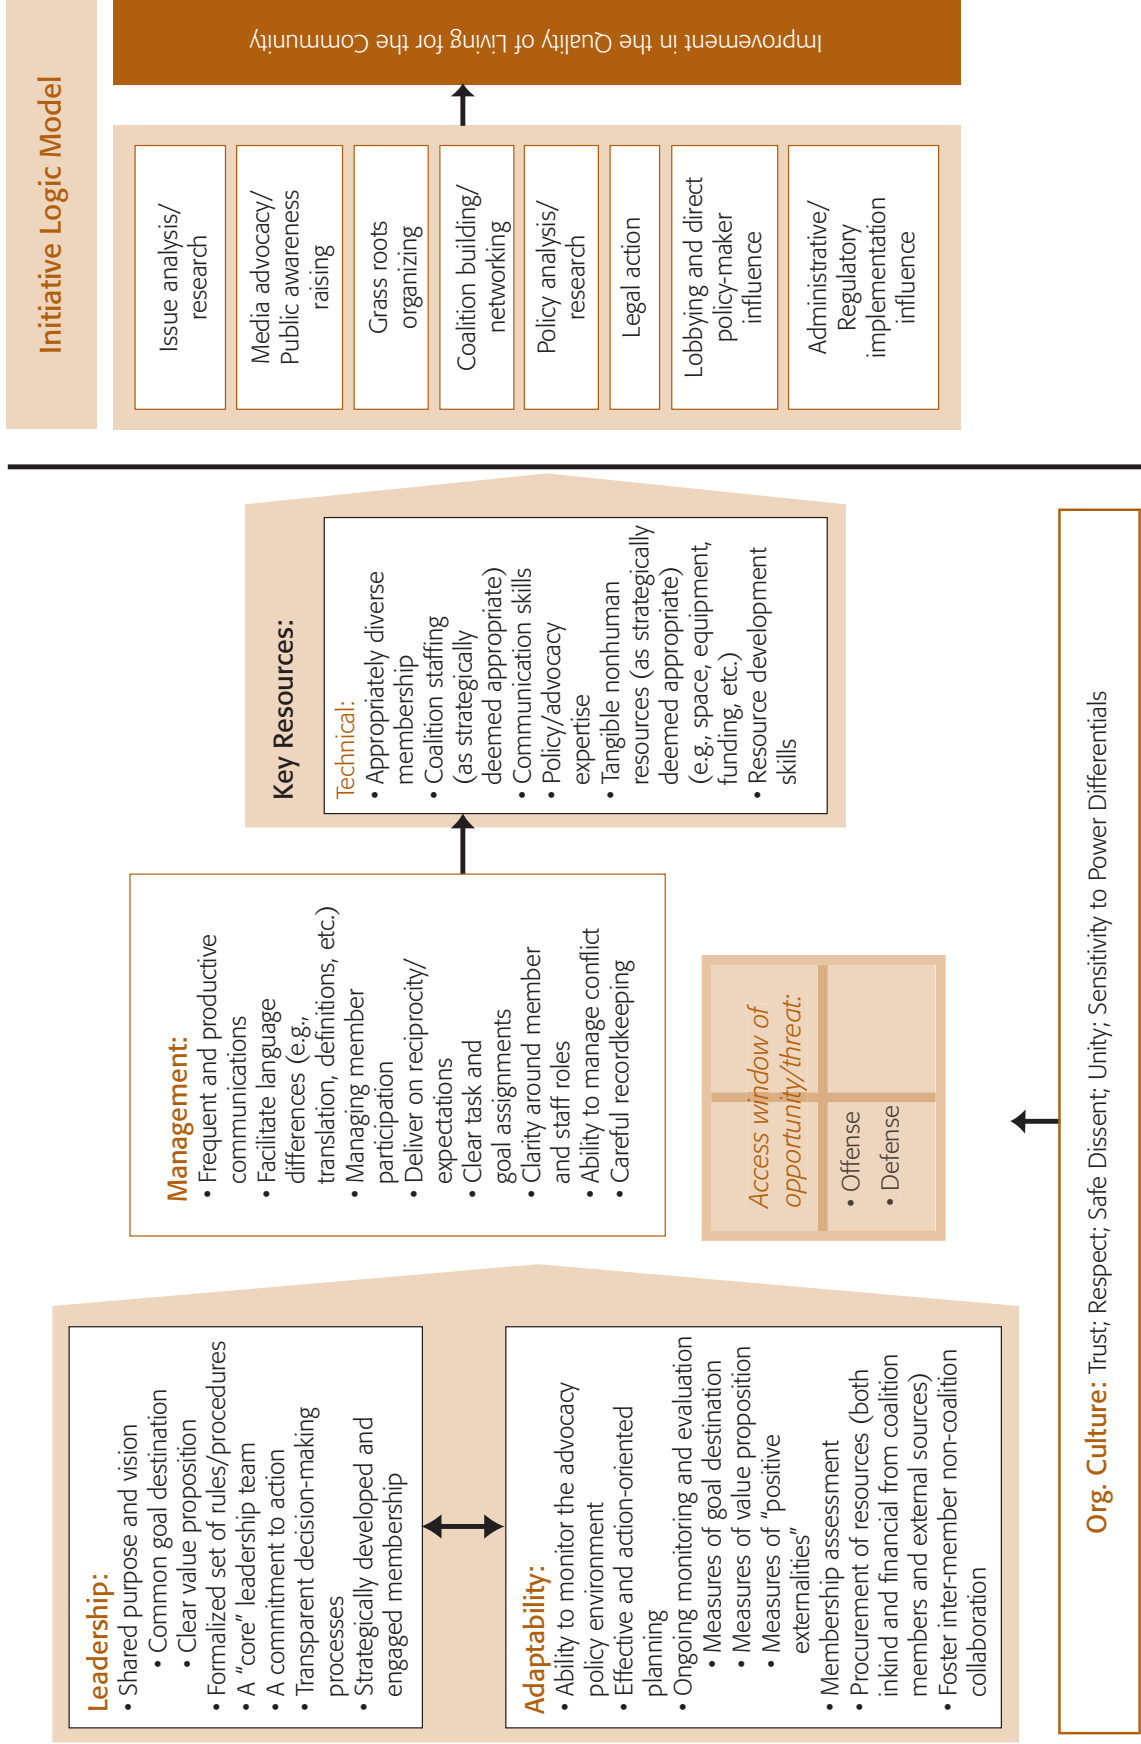 Leadership:
• Shared purpose and vision
• Common goal destination
• Clear value proposition
• Formalized set of rules/procedures
• A “core” leadership team
• A commitment to action
• Transparent decision-making
processes
• Strategically developed and
engaged membership
Adaptability:
• Ability to monitor the advocacy
policy environment
• Effective and action-oriented
planning
• Ongoing monitoring and evaluation
• Measures of goal destination
• Measures of value proposition
• Measures of “positive
externalities”
• Membership assessment
• Procurement of resources (both
inkind and financial from coalition
members and external sources)
• Foster inter-member non-coalition
collaboration
Management:
• Frequent and productive
communications
• Facilitate language
differences (e.g.,
translation, definitions, etc.)
• Managing member
participation
• Deliver on reciprocity/
expectations
• Clear task and
goal assignments
• Clarity around member
and staff roles
• Ability to manage conflict
• Careful recordkeeping
Access window of
opportunity/threat:
• Offense
• Defense
Key Resources:
Technical:
• Appropriately diverse
membership
• Coalition staffing
(as strategically
deemed appropriate)
• Communication skills
• Policy/advocacy
expertise
• Tangible nonhuman
resources (as strategically
deemed appropriate)
(e.g., space, equipment,
funding, etc.)
• Resource development
skills
Org. Culture: Trust; Respect; Safe Dissent; Unity; Sensitivity to Power Differentials
Initiative Logic Model
Issue analysis/
research
Media advocacy/
Public awareness
raising
Grass roots
organizing
Coalition building/
networking
Policy analysis/
research
Legal action
Lobbying and direct
policy-maker
influence
Administrative/
Regulatory
implementation
influence
Improvement in the Quality of Living for the Community